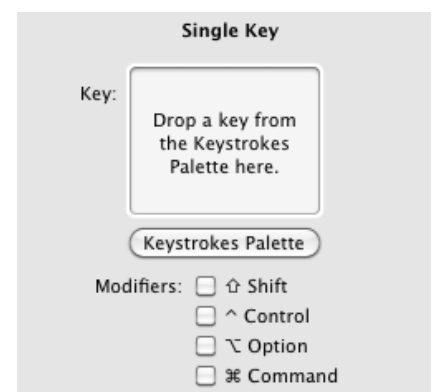 Single Key
Key:
Drop a key from
the Keystrokes
Palette here.
Keystrokes Palette
Modifiers: ⇧ Shift
^ Control
⌥ Option
⌘ Command